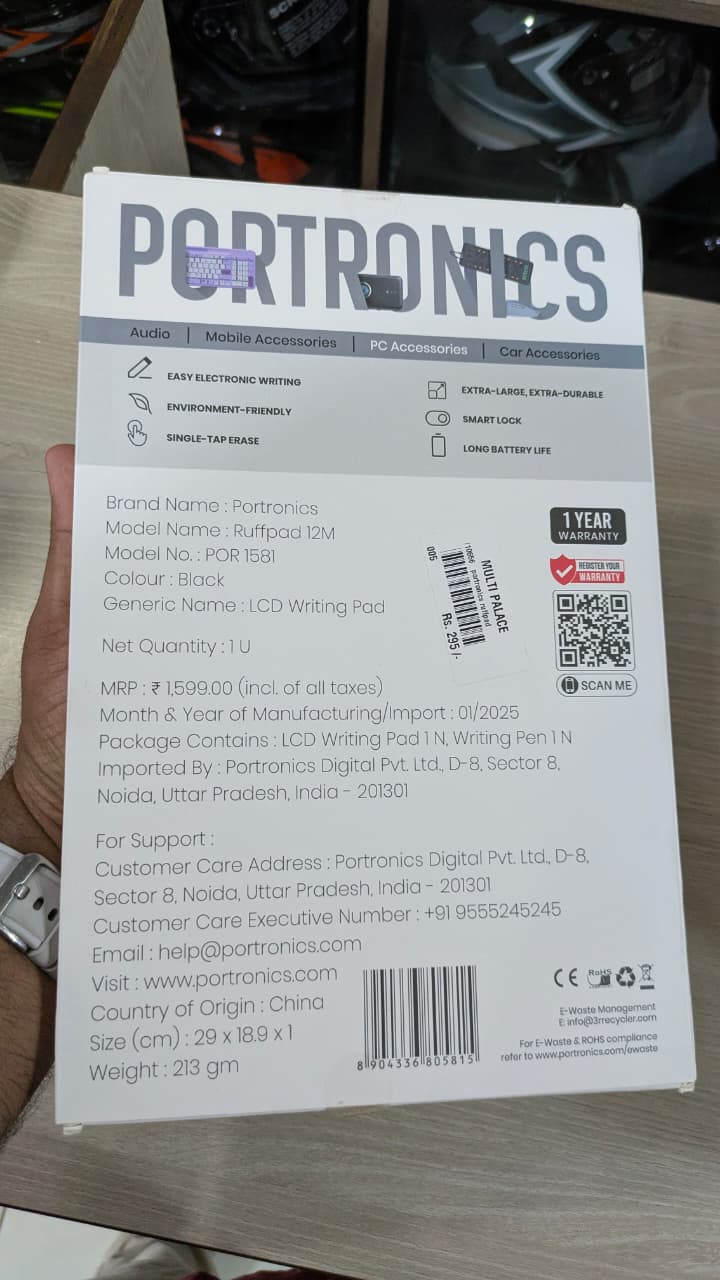 PORTRONICS
Audio | Mobile Accessories | PC Accessories | Car Accessories
EASY ELECTRONIC WRITING
ENVIRONMENT-FRIENDLY
SINGLE-TAP ERASE
EXTRA-LARGE, EXTRA-DURABLE
SMART LOCK
LONG BATTERY LIFE
Brand Name : Portronics
Model Name : Ruffpad 12M
Model No. : POR 1581
Colour : Black
Generic Name : LCD Writing Pad
Net Quantity : 1 U
1 YEAR
WARRANTY
REGISTER YOUR
WARRANTY
SCAN ME
MULTI PALACE
portronics ruffpad
005
Rs. 295 /-
MRP : ₹ 1,599.00 (incl. of all taxes)
Month & Year of Manufacturing/Import : 01/2025
Package Contains : LCD Writing Pad 1 N, Writing Pen 1 N
Imported By : Portronics Digital Pvt. Ltd., D-8, Sector 8,
Noida, Uttar Pradesh, India - 201301
For Support :
Customer Care Address : Portronics Digital Pvt. Ltd., D-8,
Sector 8, Noida, Uttar Pradesh, India - 201301
Customer Care Executive Number : +91 9555245245
Email : help@portronics.com
Visit : www.portronics.com
Country of Origin : China
Size (cm) : 29 x 18.9 x 1
Weight : 213 gm
8 904336 805815
CE RoHS
E-Waste Management
E: info@3rrecycler.com
For E-Waste & ROHS compliance
refer to www.portronics.com/ewaste